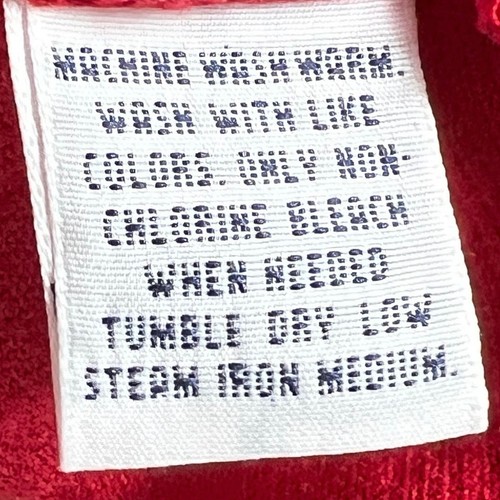 MACHINE WASH WARM.
WASH WITH LIKE
COLORS. ONLY NON-
CHLORINE BLEACH
WHEN NEEDED
TUMBLE DRY LOW
STEAM IRON MEDIUM.